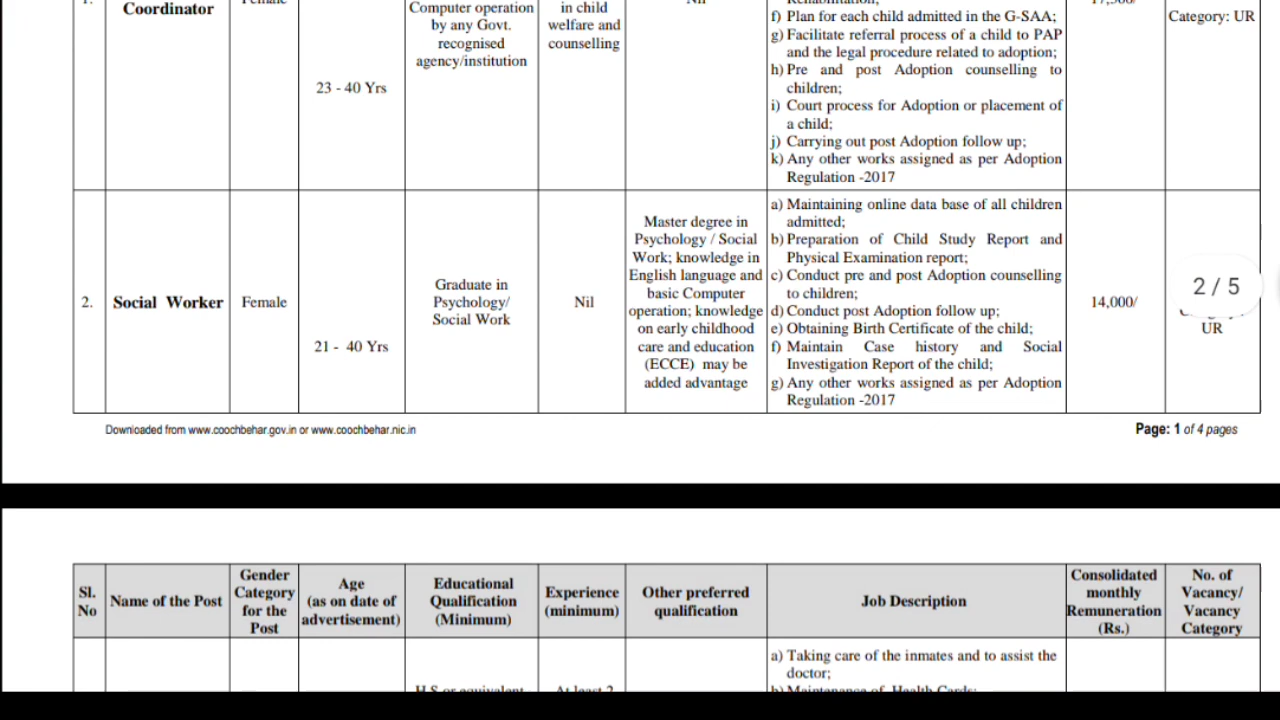 1.
Coordinator
23 - 40 Yrs
Computer operation
by any Govt.
recognised
agency/institution
in child
welfare and
counselling
Nil
f) Plan for each child admitted in the G-SAA;
g) Facilitate referral process of a child to PAP
and the legal procedure related to adoption;
h) Pre and post Adoption counselling to
children;
i) Court process for Adoption or placement of
a child;
j) Carrying out post Adoption follow up;
k) Any other works assigned as per Adoption
Regulation -2017
Category: UR
2.
Social Worker
Female
21 - 40 Yrs
Graduate in
Psychology/
Social Work
Nil
Master degree in
Psychology / Social
Work; knowledge in
English language and
basic Computer
operation; knowledge
on early childhood
care and education
(ECCE) may be
added advantage
a) Maintaining online data base of all children
admitted;
b) Preparation of Child Study Report and
Physical Examination report;
c) Conduct pre and post Adoption counselling
to children;
d) Conduct post Adoption follow up;
e) Obtaining Birth Certificate of the child;
f) Maintain Case history and Social
Investigation Report of the child;
g) Any other works assigned as per Adoption
Regulation -2017
14,000/
2 / 5
UR
Downloaded from www.coochbehar.gov.in or www.coochbehar.nic.in
Page: 1 of 4 pages
Sl.
No
Name of the Post
Gender
Category
for the
Post
Age
(as on date of
advertisement)
Educational
Qualification
(Minimum)
Experience
(minimum)
Other preferred
qualification
Job Description
Consolidated
monthly
Remuneration
(Rs.)
No. of
Vacancy/
Vacancy
Category
H.S or equivalent
At least 2
a) Taking care of the inmates and to assist the
doctor;
b) Maintenance of Health Cards;